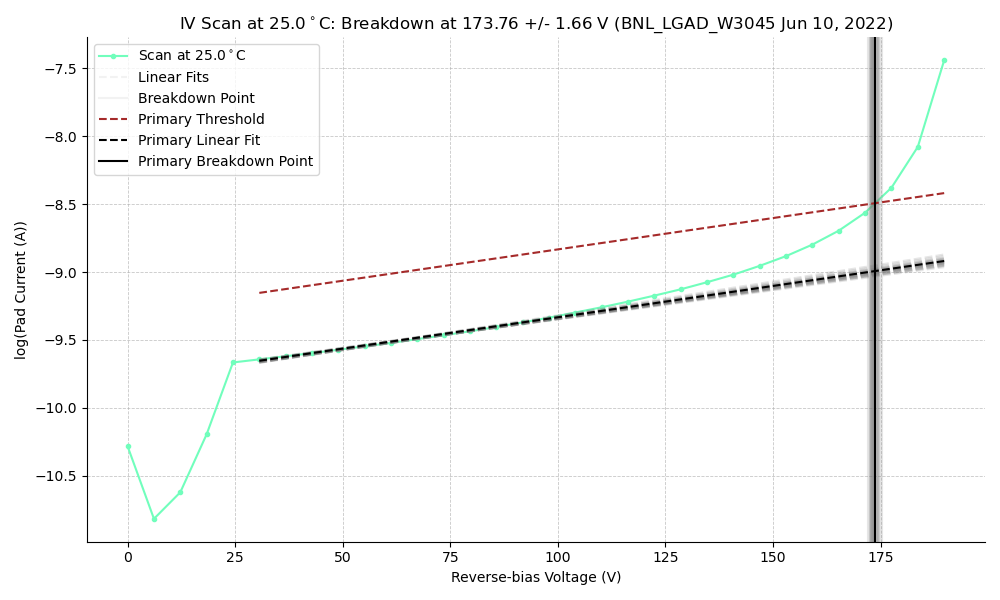 IV Scan at 25.0°C: Breakdown at 173.76 +/- 1.66 V (BNL_LGAD_W3045 Jun 10, 2022)
Scan at 25.0°C
Linear Fits
Breakdown Point
Primary Threshold
Primary Linear Fit
Primary Breakdown Point
log(Pad Current (A))
−7.5
−8.0
−8.5
−9.0
−9.5
−10.0
−10.5
0 25 50 75 100 125 150 175
Reverse-bias Voltage (V)